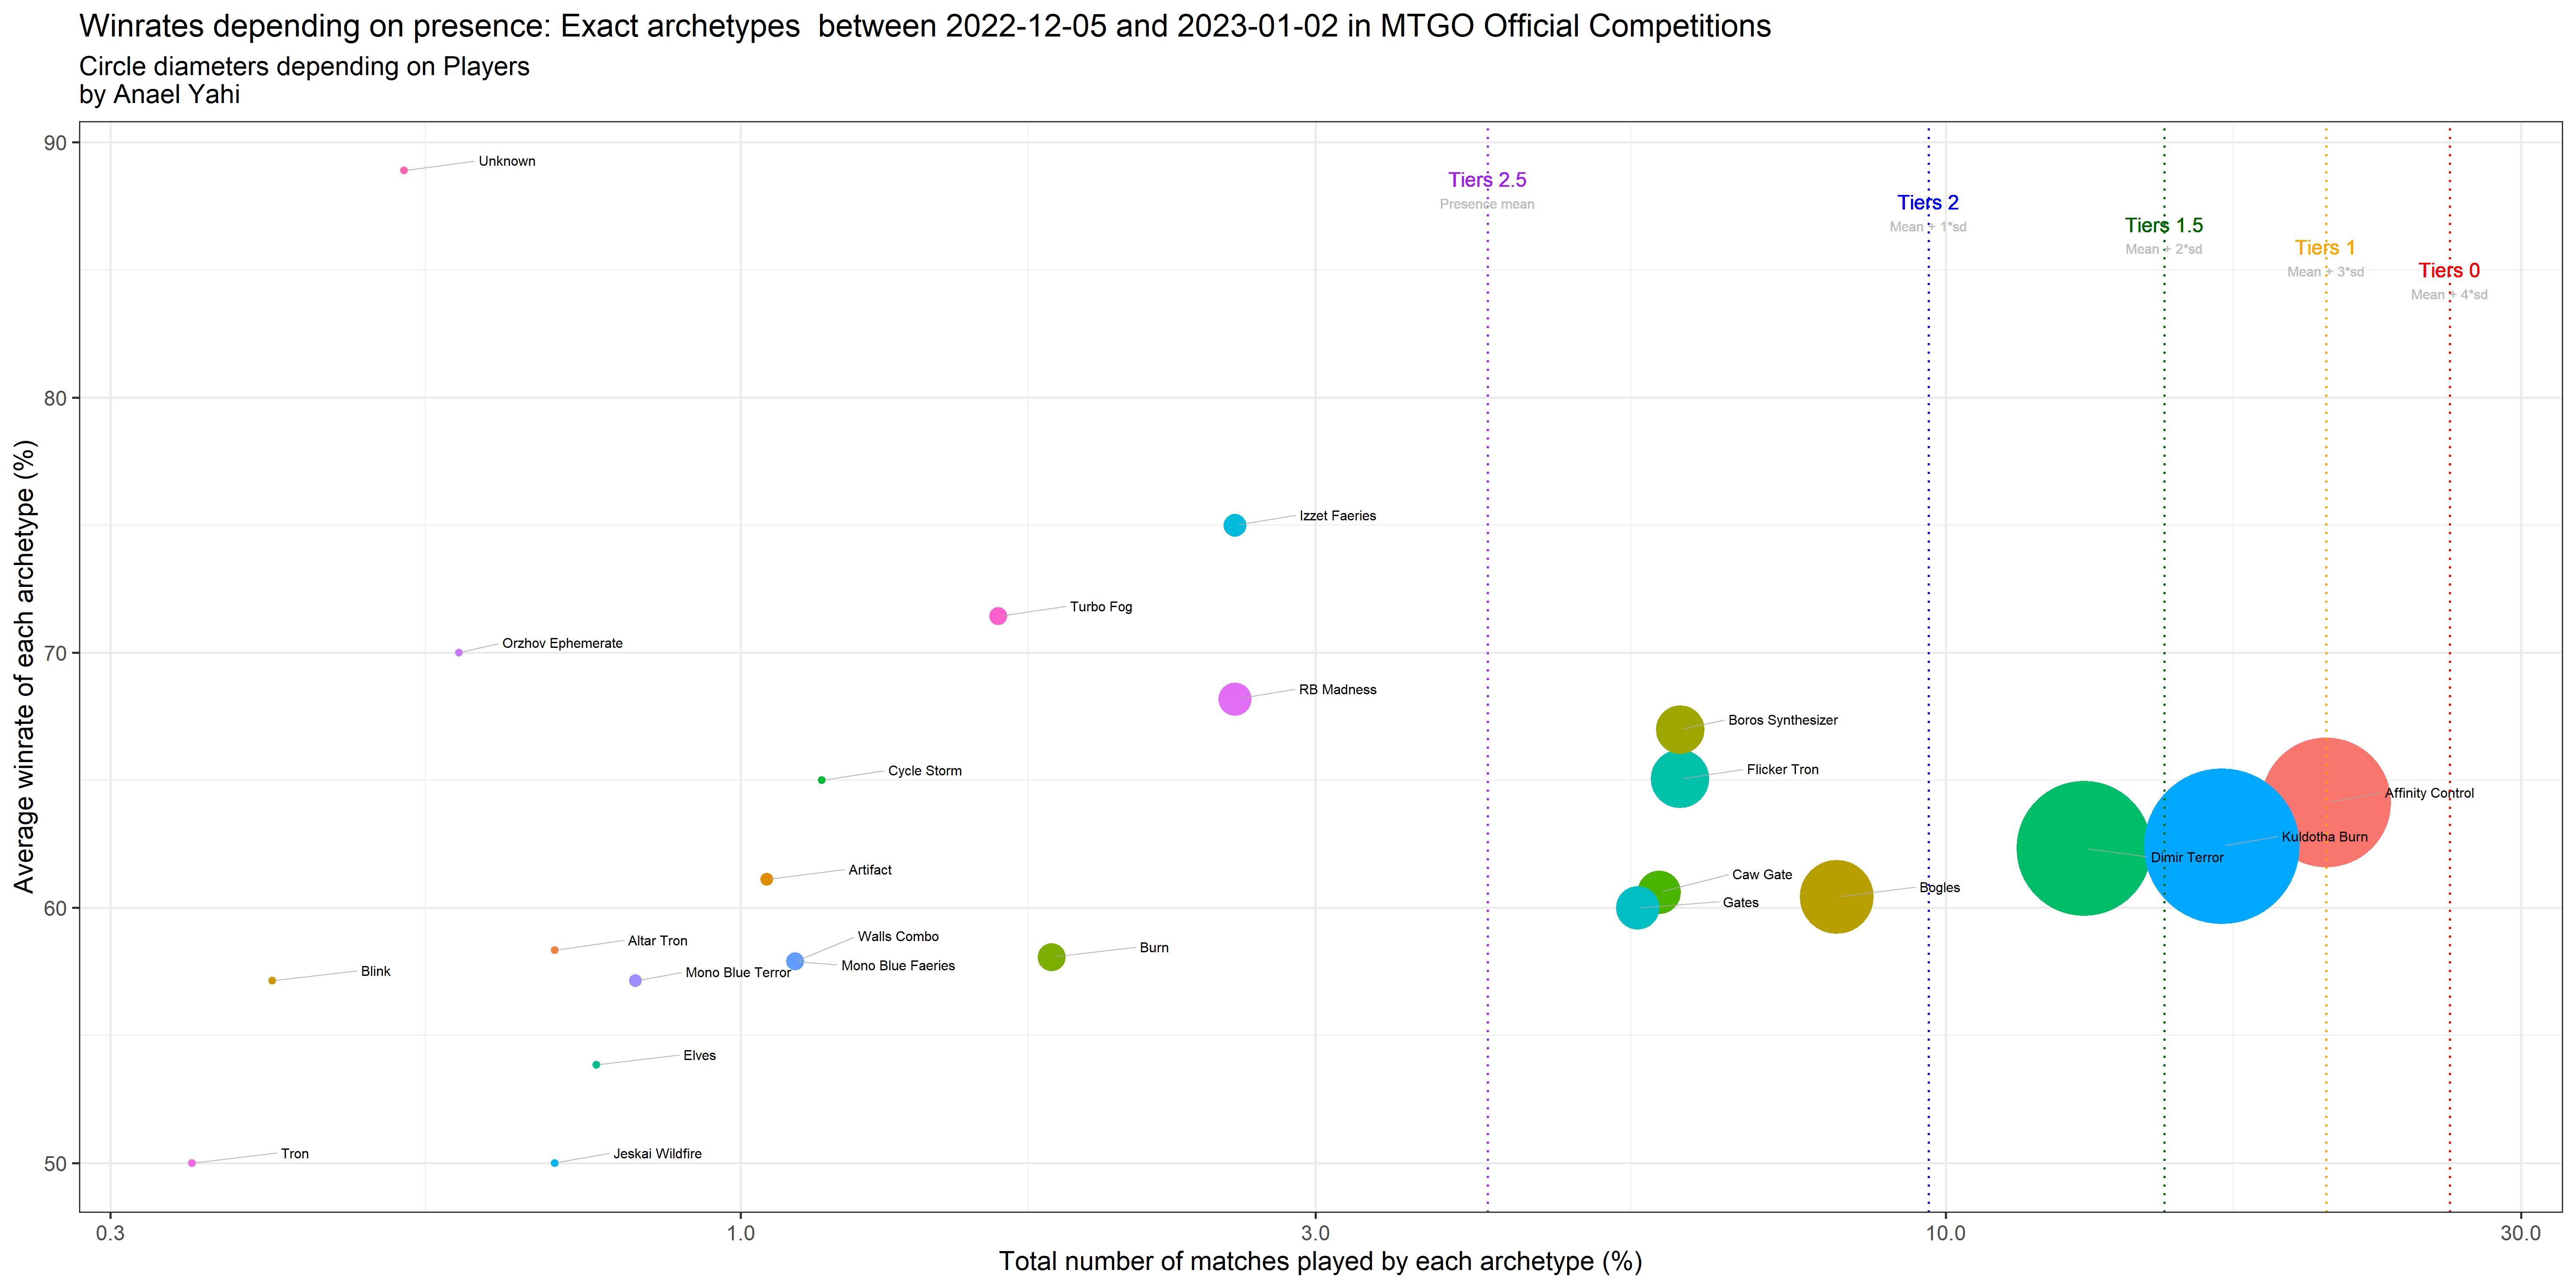 Winrates depending on presence: Exact archetypes  between 2022-12-05 and 2023-01-02 in MTGO Official Competitions
Circle diameters depending on Players
by Anael Yahi
Average winrate of each archetype (%)
90
80
70
60
50
Unknown
Tiers 2.5
Presence mean
Tiers 2
Mean + 1*sd
Tiers 1.5
Mean + 2*sd
Tiers 1
Mean + 3*sd
Tiers 0
Mean + 4*sd
Izzet Faeries
Turbo Fog
Orzhov Ephemerate
RB Madness
Boros Synthesizer
Cycle Storm
Flicker Tron
Affinity Control
Kuldotha Burn
Dimir Terror
Artifact
Caw Gate
Bogles
Gates
Altar Tron
Walls Combo
Burn
Blink
Mono Blue Terror
Mono Blue Faeries
Elves
Tron
Jeskai Wildfire
0.3
1.0
3.0
10.0
30.0
Total number of matches played by each archetype (%)